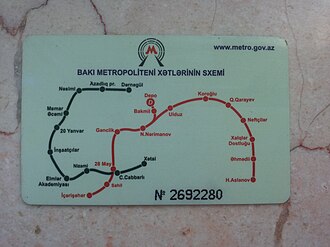 M
www.metro.gov.az
BAKI METROPOLİTENİ XƏTLƏRİNİN SXEMİ
Nəsimi
Azadlıq pr.
Dərnəgül
Memar
Əcəmi
20 Yanvar
İnşaatçılar
Elmlər
Akademiyası
Nizami
28 May
C.Cabbarlı
Xətai
Sahil
İçərişəhər
Gənclik
N.Nərimanov
Bakmil
Depo
D
Ulduz
Koroğlu
Q.Qarayev
Neftçilər
Xalqlar
Dostluğu
Əhmədli
H.Aslanov
№ 2692280